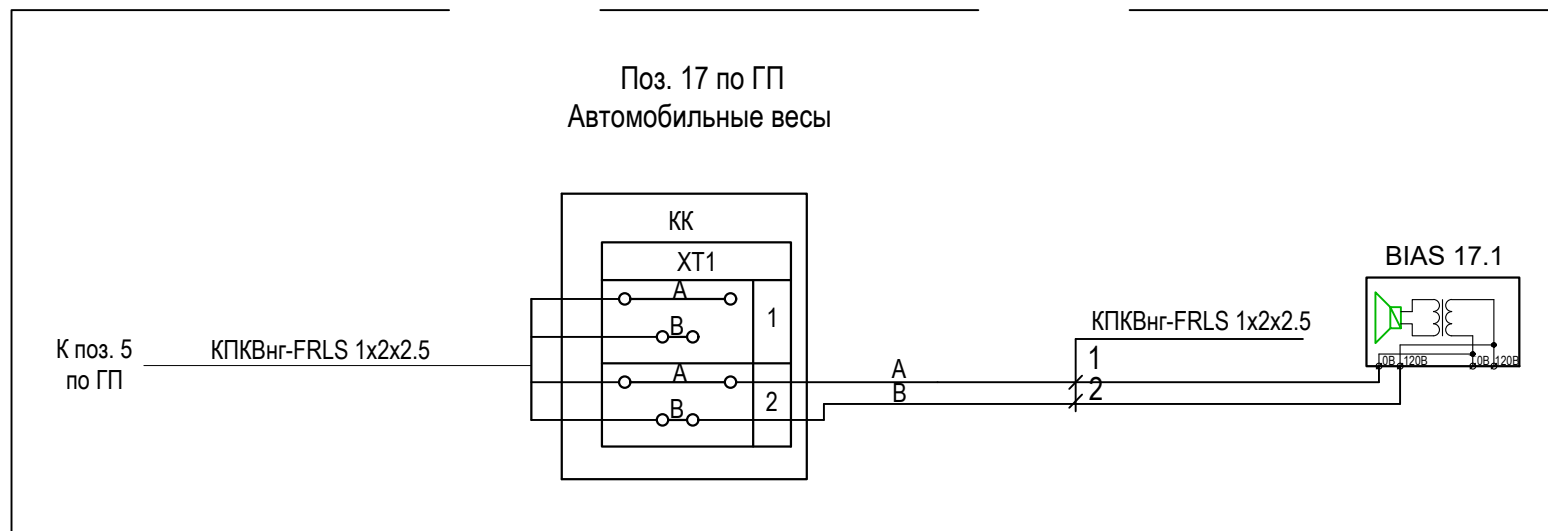 Поз. 17 по ГП
Автомобильные весы
КК
XT1
A
1
B
A
2
B
К поз. 5
по ГП
КПКВнг-FRLS 1х2х2.5
A
B
КПКВнг-FRLS 1х2х2.5
1
2
BIAS 17.1
0В 120В 0В 120В